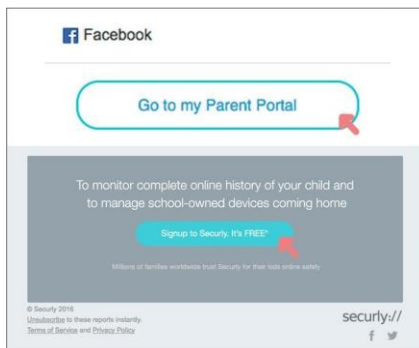 Facebook
Go to my Parent Portal
To monitor complete online history of your child and
to manage school-owned devices coming home
Signup to Securly. It's FREE*
Millions of families worldwide trust Securly for their kids online safety
© Securly 2016
Unsubscribe to these reports instantly.
Terms of Service and Privacy Policy
securly://